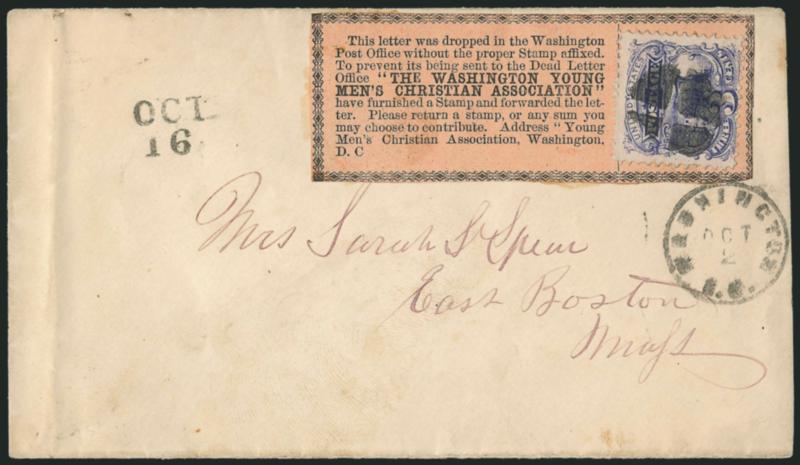 This letter was dropped in the Washington
Post Office without the proper Stamp affixed.
To prevent its being sent to the Dead Letter
Office "THE WASHINGTON YOUNG
MEN'S CHRISTIAN ASSOCIATION"
have furnished a Stamp and forwarded the let-
ter. Please return a stamp, or any sum you
may choose to contribute. Address "Young
Men's Christian Association, Washington,
D. C
OCT
16
WASHINGTON
OCT
2
D.C.
Mrs Sarah S Spear
East Boston
Mass